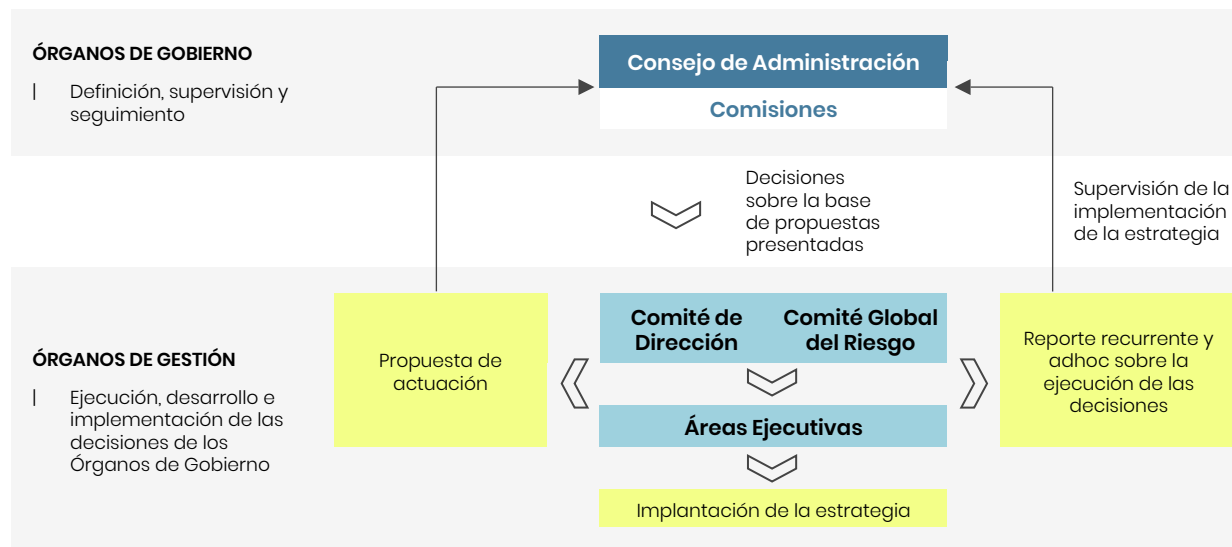 ÓRGANOS DE GOBIERNO
| Definición, supervisión y
seguimiento
Consejo de Administración
Comisiones
Decisiones
sobre la base
de propuestas
presentadas
Supervisión de la
implementación
de la estrategia
ÓRGANOS DE GESTIÓN
| Ejecución, desarrollo e
implementación de las
decisiones de los
Órganos de Gobierno
Propuesta de
actuación
Comité de
Dirección
Comité Global
del Riesgo
Áreas Ejecutivas
Implantación de la estrategia
Reporte recurrente y
adhoc sobre la
ejecución de las
decisiones